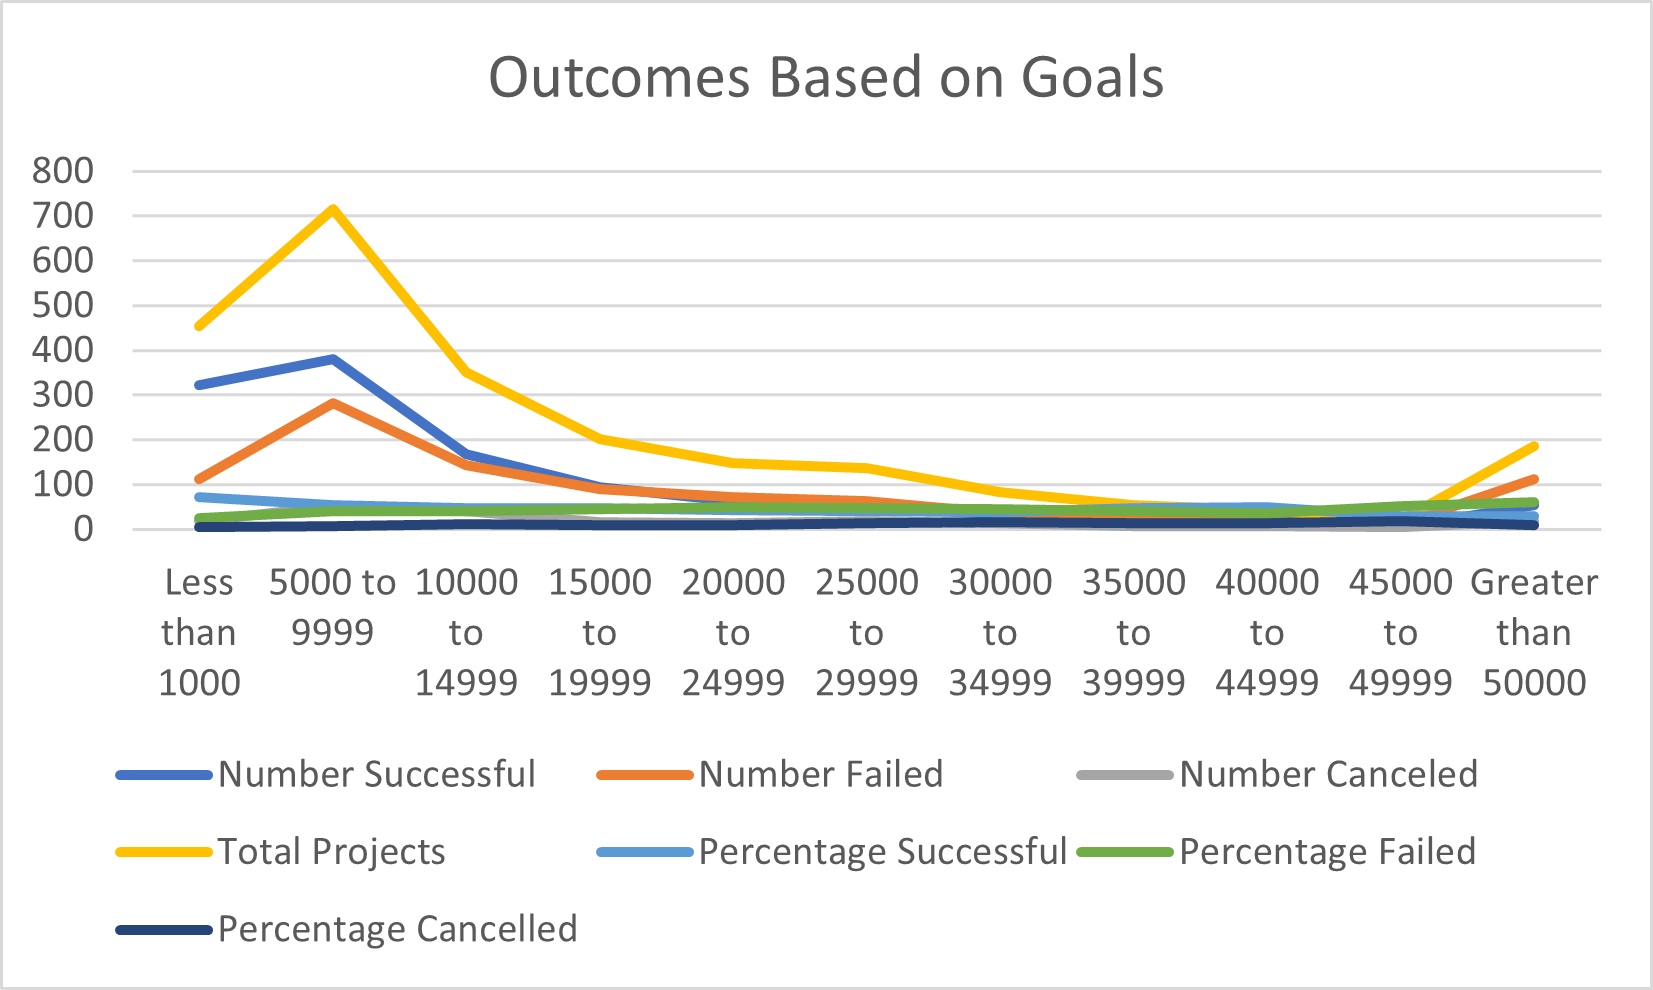 Outcomes Based on Goals
800
700
600
500
400
300
200
100
0
Less than 1000
5000 to 9999
10000 to 14999
15000 to 19999
20000 to 24999
25000 to 29999
30000 to 34999
35000 to 39999
40000 to 44999
45000 to 49999
Greater than 50000
Number Successful
Number Failed
Number Canceled
Total Projects
Percentage Successful
Percentage Failed
Percentage Cancelled